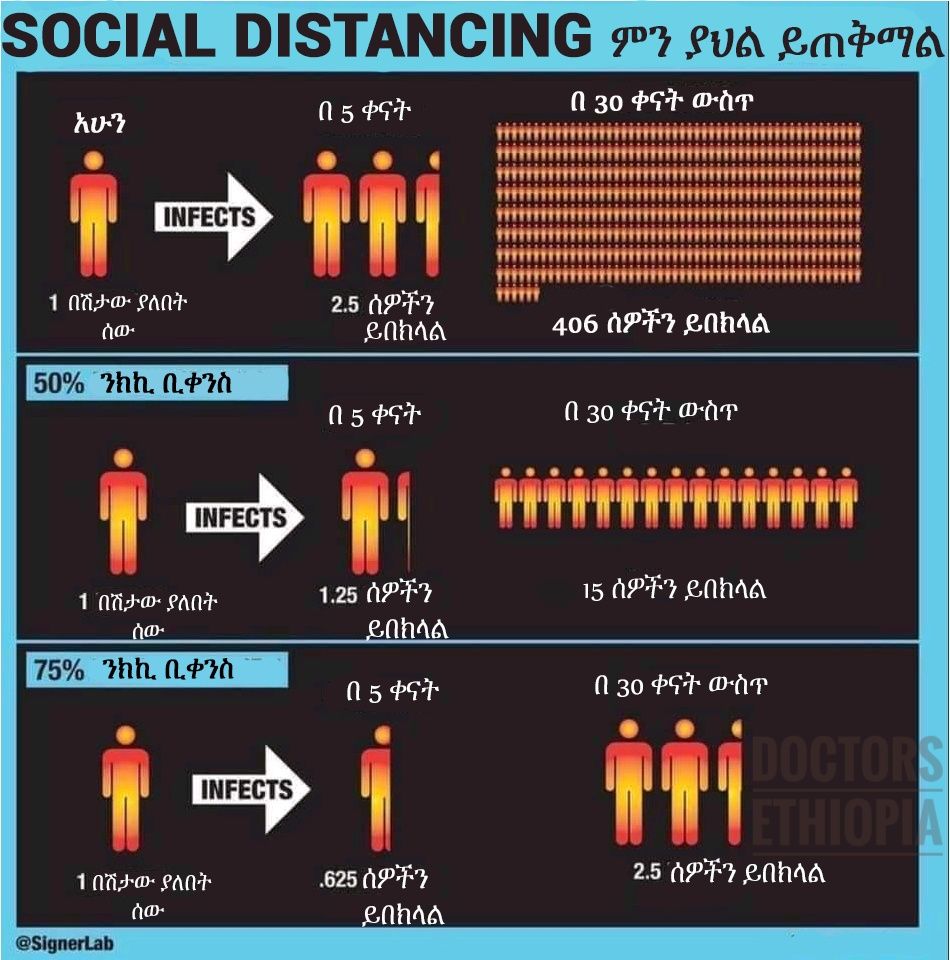 SOCIAL DISTANCING ምን ያህል ይጠቅማል
አሁን
በ 5 ቀናት
በ 30 ቀናት ውስጥ
INFECTS
1 በሽታው ያለበት
ሰው
2.5 ሰዎችን
ይበክላል
406 ሰዎችን ይበክላል
50% ንክኪ ቢቀንስ
በ 5 ቀናት
በ 30 ቀናት ውስጥ
INFECTS
1 በሽታው ያለበት
ሰው
1.25 ሰዎችን
ይበክላል
15 ሰዎችን ይበክላል
75% ንክኪ ቢቀንስ
በ 5 ቀናት
በ 30 ቀናት ውስጥ
INFECTS
DOCTORS
ETHIOPIA
1 በሽታው ያለበት
ሰው
.625 ሰዎችን
ይበክላል
2.5 ሰዎችን ይበክላል
@SignerLab